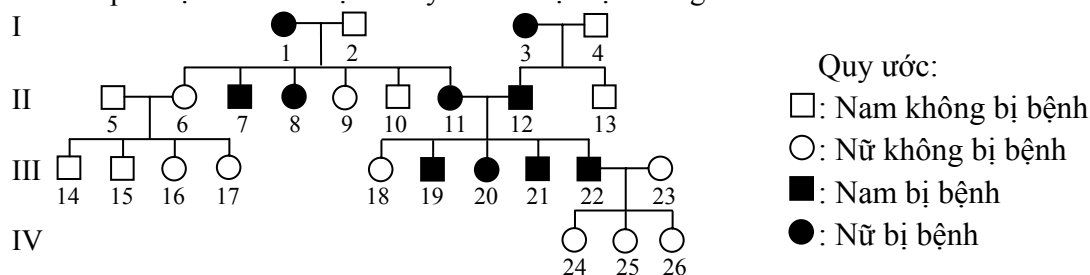 I
1 2 3 4
Quy ước:
II
5 6 7 8 9 10 11 12 13
: Nam không bị bệnh
: Nữ không bị bệnh
III
14 15 16 17 18 19 20 21 22 23
: Nam bị bệnh
IV
: Nữ bị bệnh
24 25 26